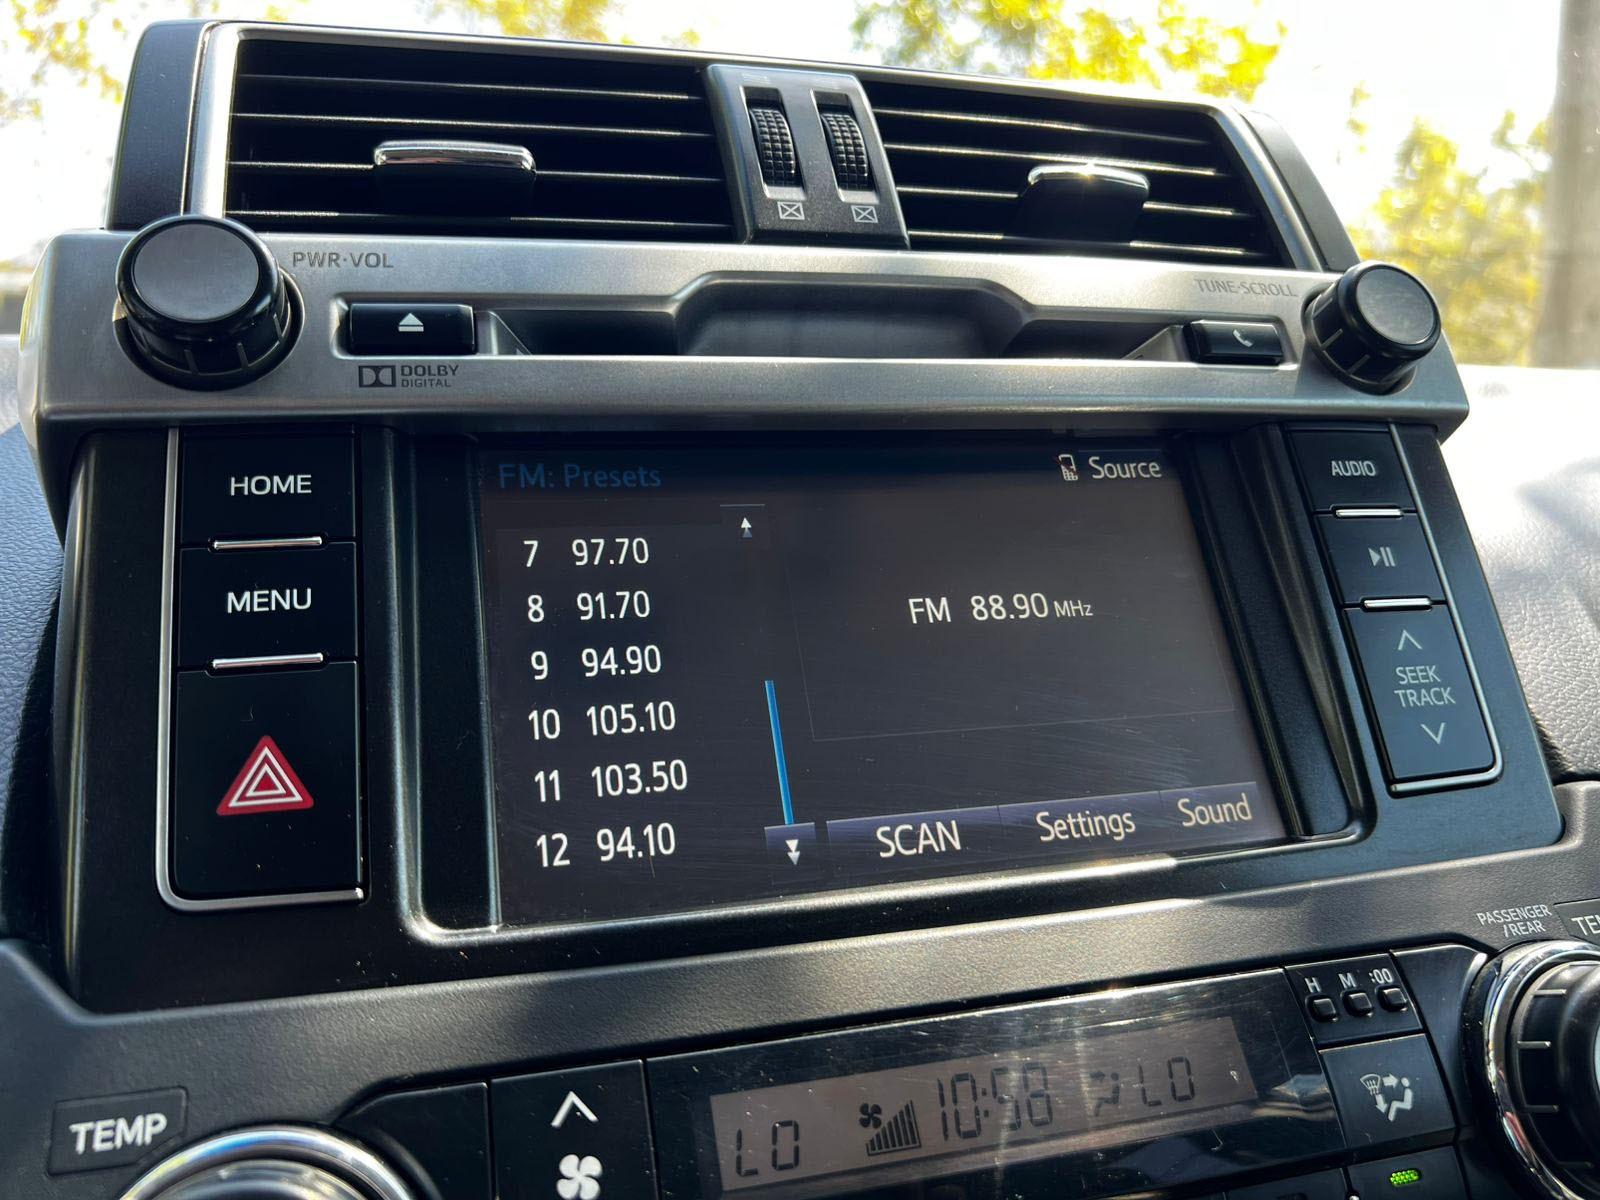 PWR·VOL
TUNE·SCROLL
DOLBY
DIGITAL
HOME
MENU
FM: Presets
Source
7 97.70
8 91.70
9 94.90
10 105.10
11 103.50
12 94.10
FM 88.90 MHz
SCAN
Settings
Sound
AUDIO
SEEK
TRACK
PASSENGER
/REAR
H M :00
TEMP
LO 10:58 LO